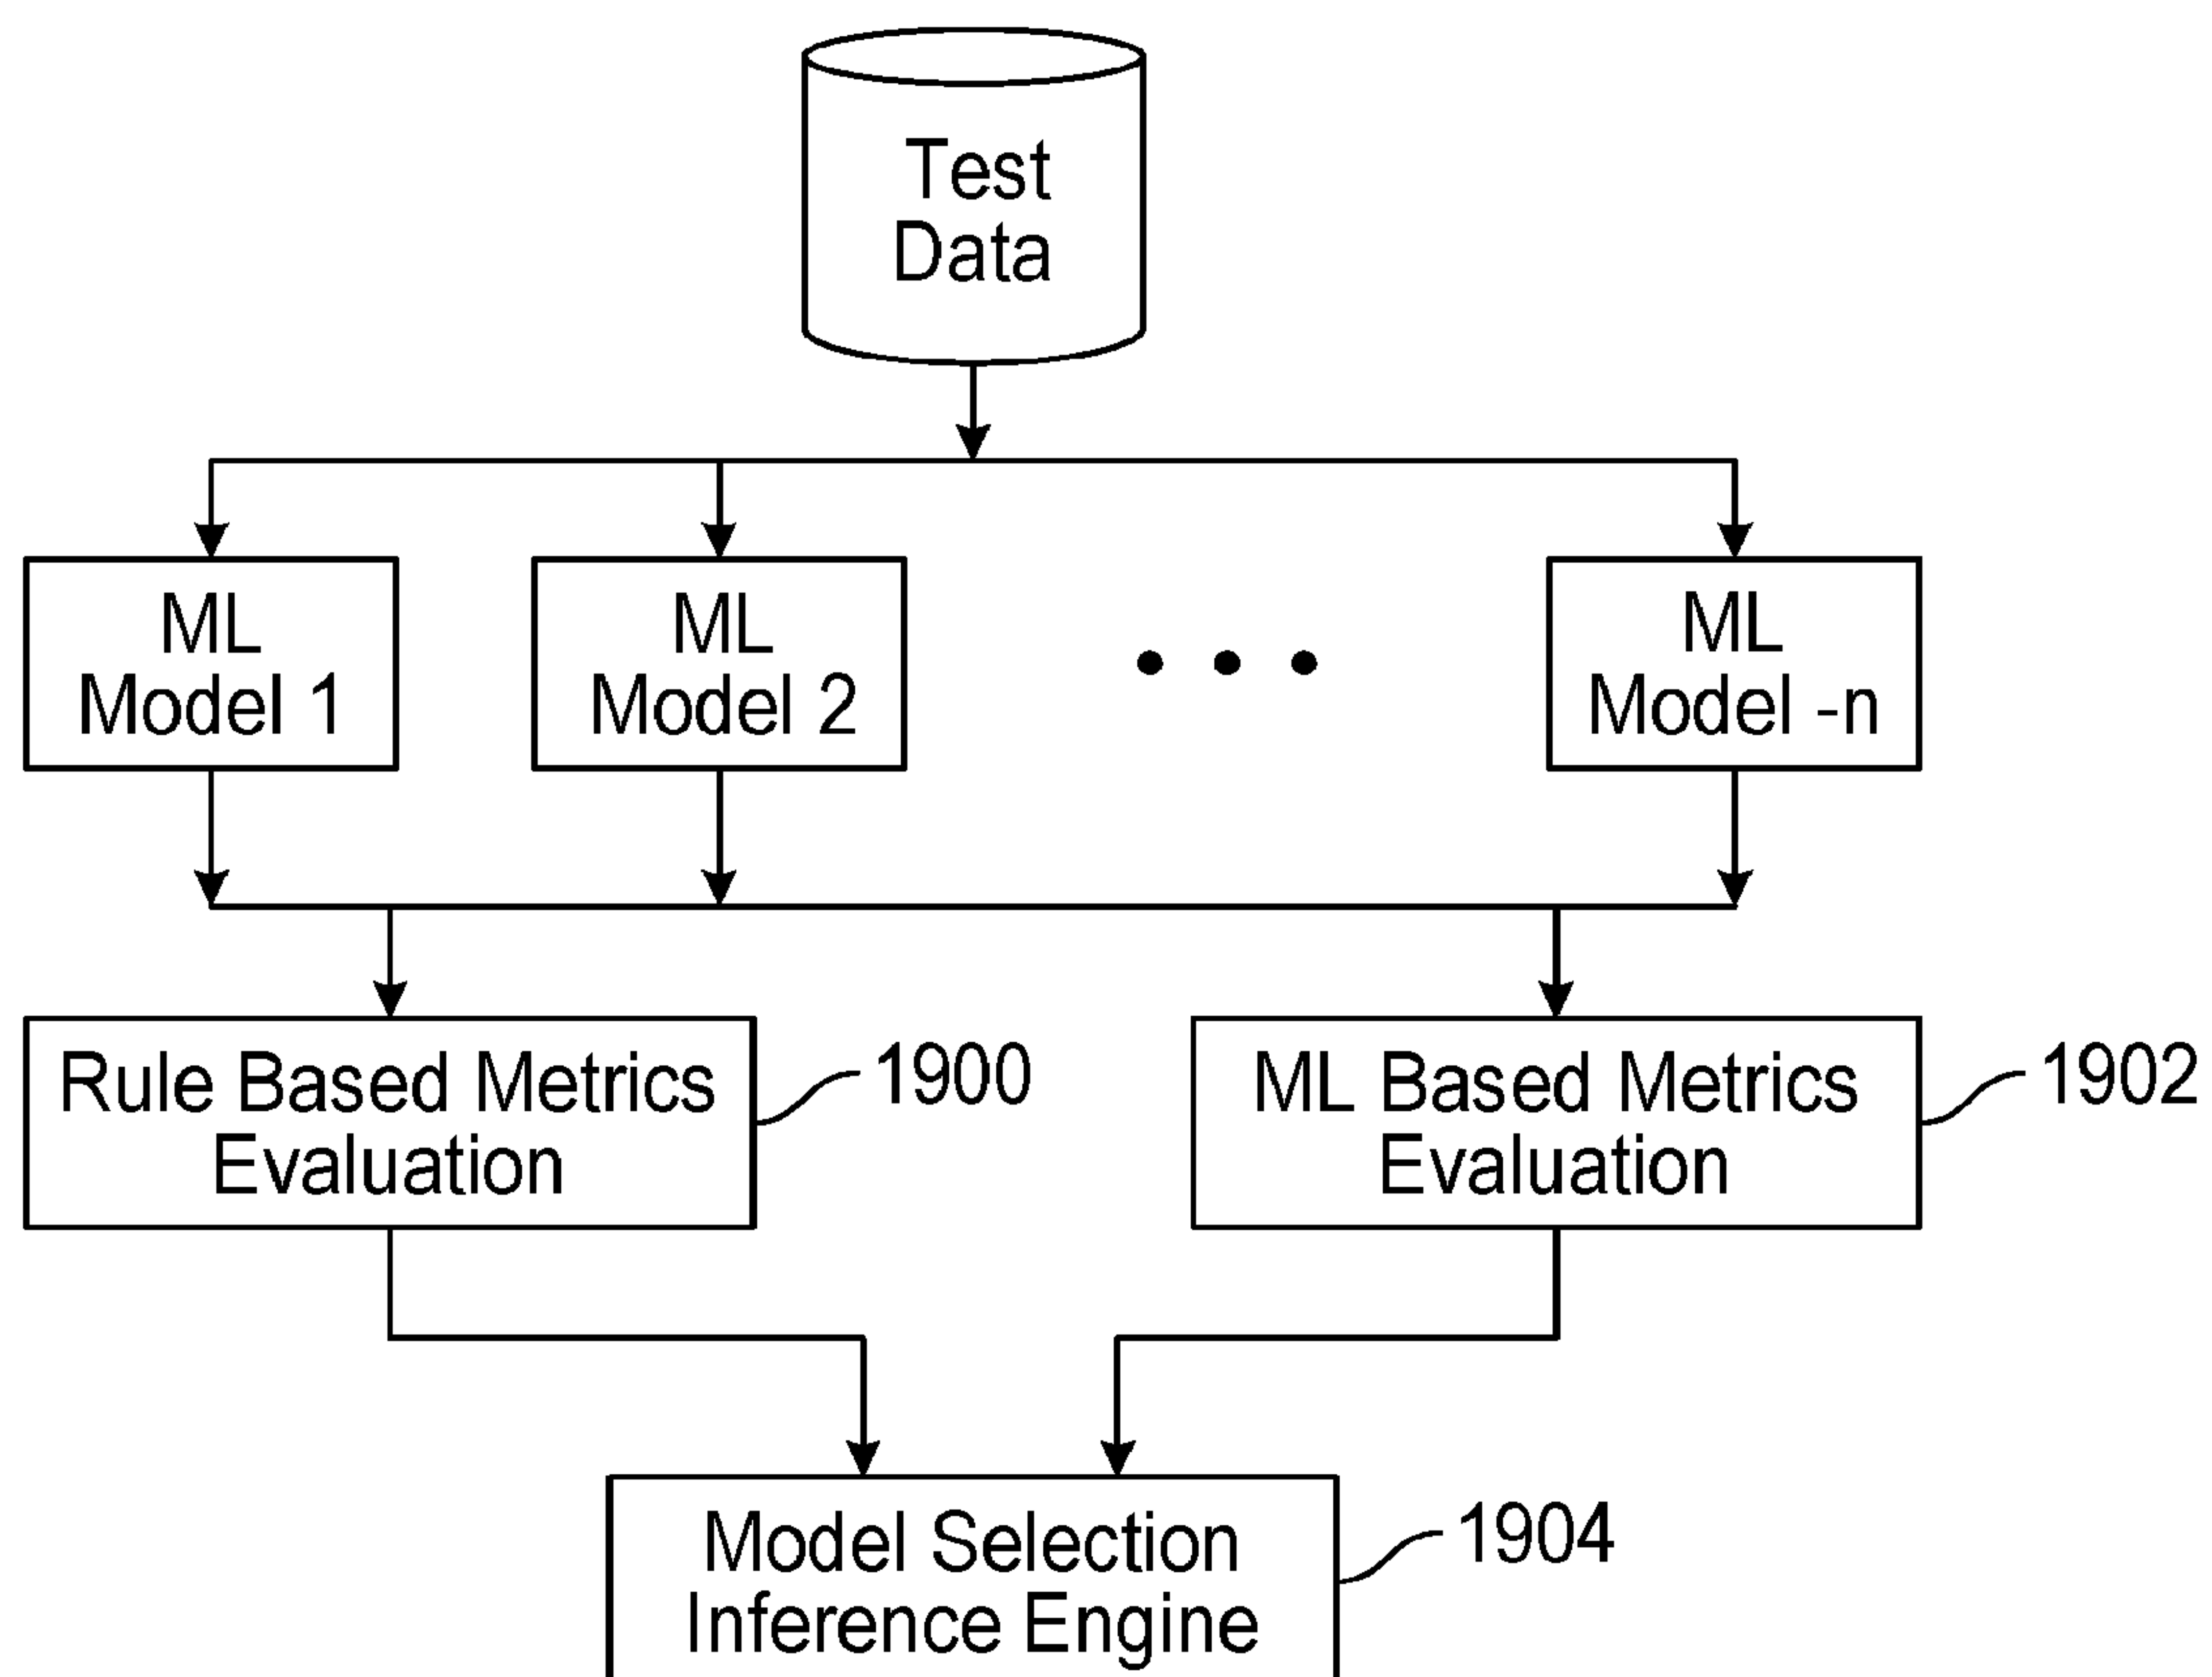 Test
Data
ML
Model 1
ML
Model 2
ML
Model -n
Rule Based Metrics
Evaluation
1900
ML Based Metrics
Evaluation
1902
Model Selection
Inference Engine
1904